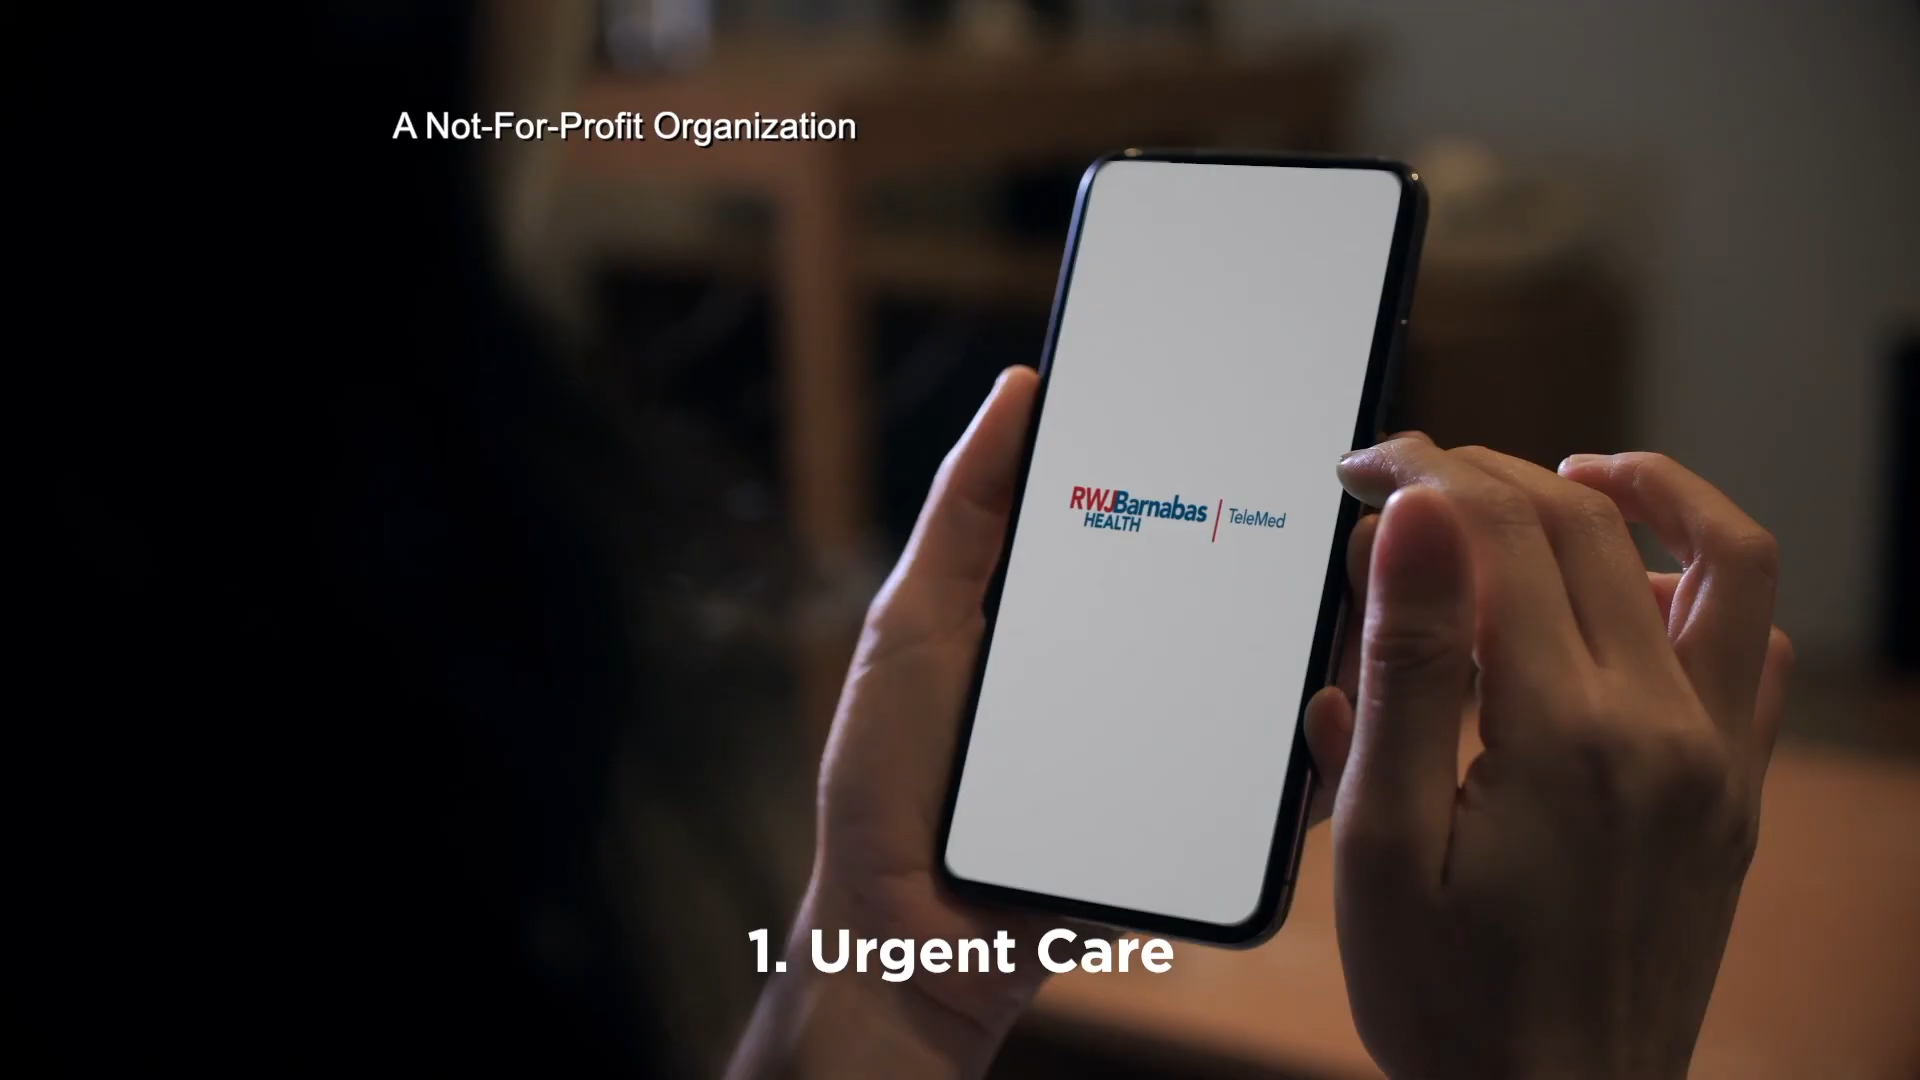 A Not-For-Profit Organization
RWJBarnabas
HEALTH
TeleMed
1. Urgent Care